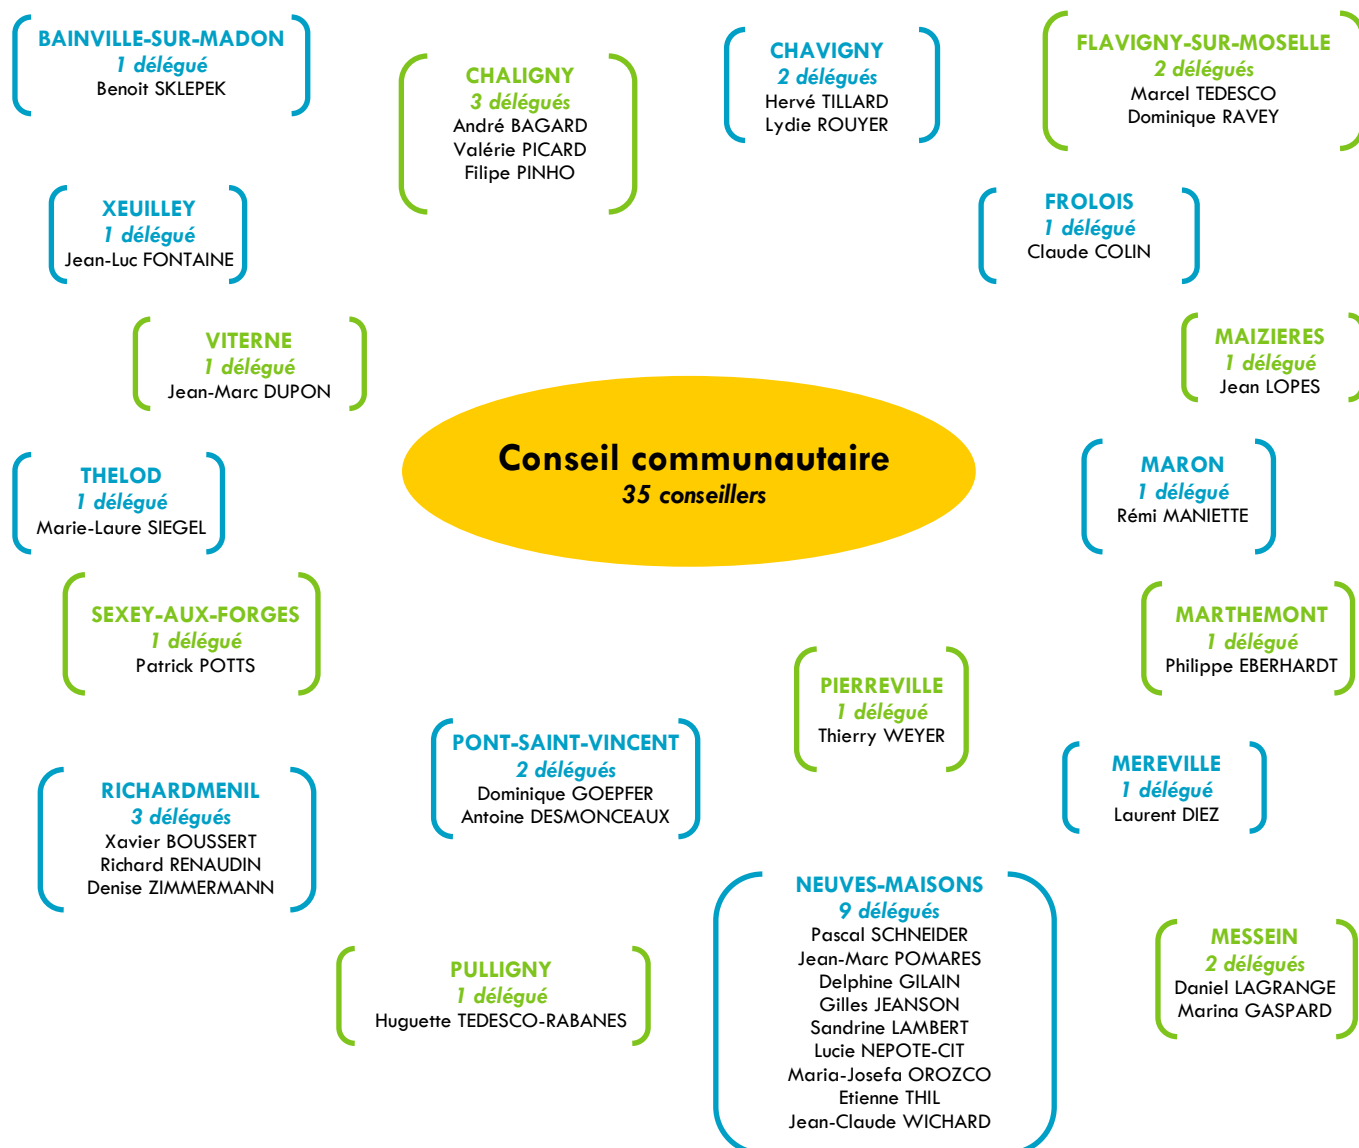 BAINVILLE-SUR-MADON
1 délégué
Benoit SKLEPEK
CHALIGNY
3 délégués
André BAGARD
Valérie PICARD
Filipe PINHO
CHAVIGNY
2 délégués
Hervé TILLARD
Lydie ROUYER
FLAVIGNY-SUR-MOSELLE
2 délégués
Marcel TEDESCO
Dominique RAVEY
XEUILLEY
1 délégué
Jean-Luc FONTAINE
FROLOIS
1 délégué
Claude COLIN
VITERNE
1 délégué
Jean-Marc DUPON
MAIZIERES
1 délégué
Jean LOPES
Conseil communautaire
35 conseillers
THELOD
1 délégué
Marie-Laure SIEGEL
MARON
1 délégué
Rémi MANIETTE
SEXEY-AUX-FORGES
1 délégué
Patrick POTTS
MARTHEMONT
1 délégué
Philippe EBERHARDT
PIERREVILLE
1 délégué
Thierry WEYER
PONT-SAINT-VINCENT
2 délégués
Dominique GOEPFER
Antoine DESMONCEAUX
MEREVILLE
1 délégué
Laurent DIEZ
RICHARDMENIL
3 délégués
Xavier BOUSSERT
Richard RENAUDIN
Denise ZIMMERMANN
NEUVES-MAISONS
9 délégués
Pascal SCHNEIDER
Jean-Marc POMARES
Delphine GILAIN
Gilles JEANSON
Sandrine LAMBERT
Lucie NEPOTE-CIT
Maria-Josefa OROZCO
Etienne THIL
Jean-Claude WICHARD
MESSEIN
2 délégués
Daniel LAGRANGE
Marina GASPARD
PULLIGNY
1 délégué
Huguette TEDESCO-RABANES